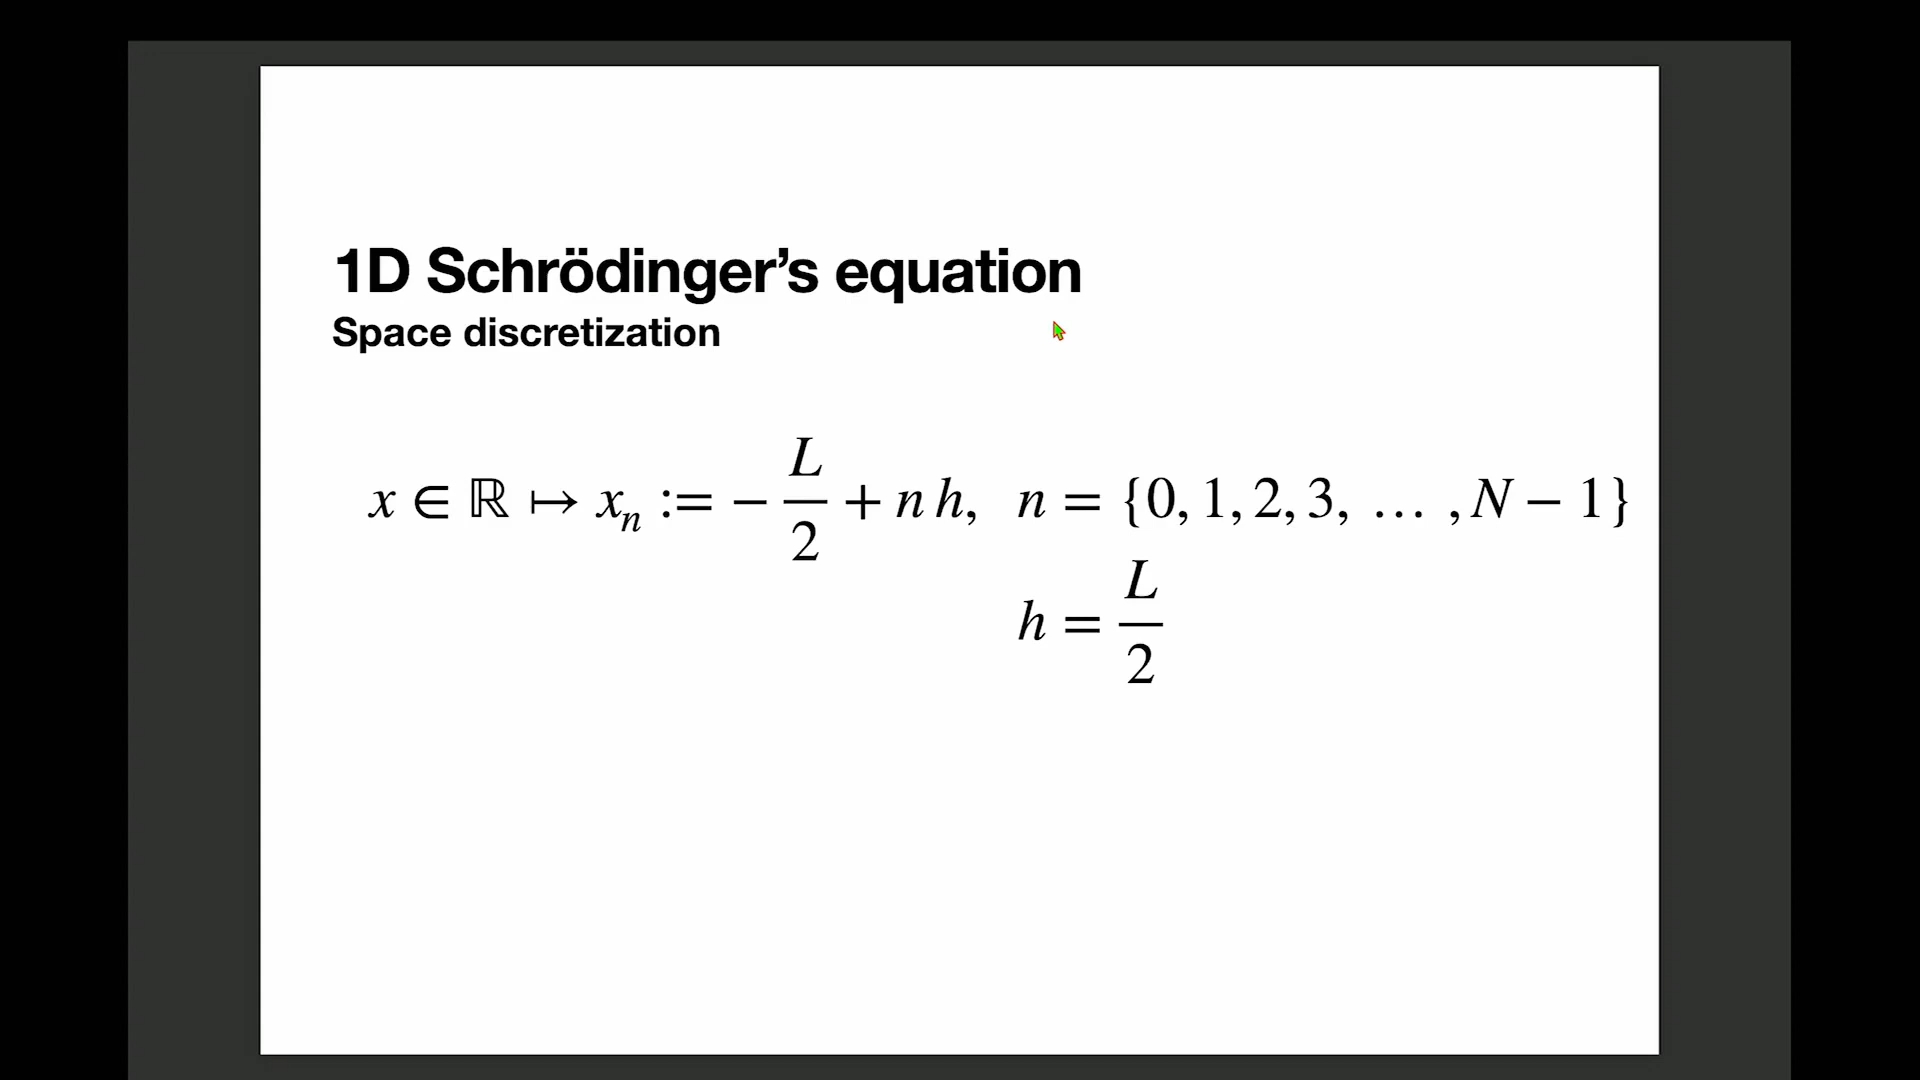 1D Schrödinger’s equation
Space discretization
x ∈ ℝ ↦ xₙ := − L/2 + n h, n = {0, 1, 2, 3, … , N − 1}
h = L/2